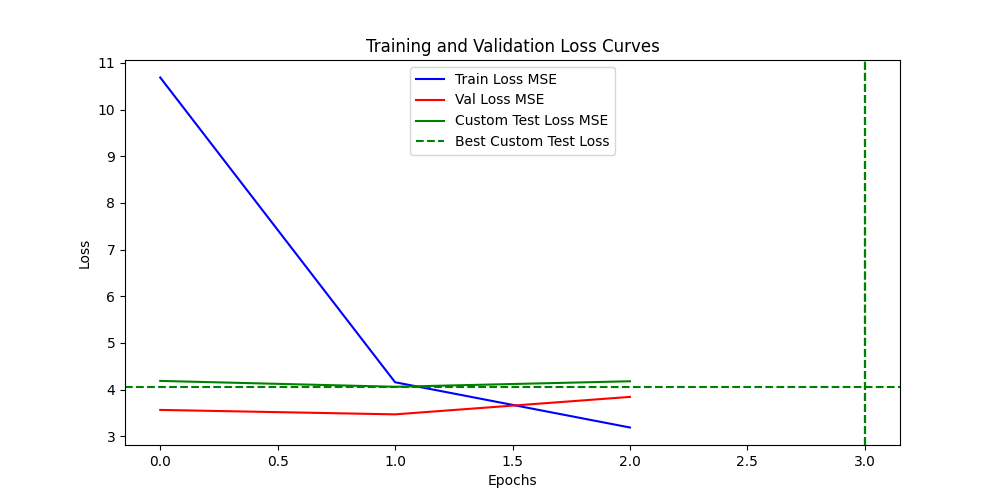 Training and Validation Loss Curves
Train Loss MSE
Val Loss MSE
Custom Test Loss MSE
Best Custom Test Loss
11
10
9
8
7
6
5
4
3
Loss
0.0 0.5 1.0 1.5 2.0 2.5 3.0
Epochs